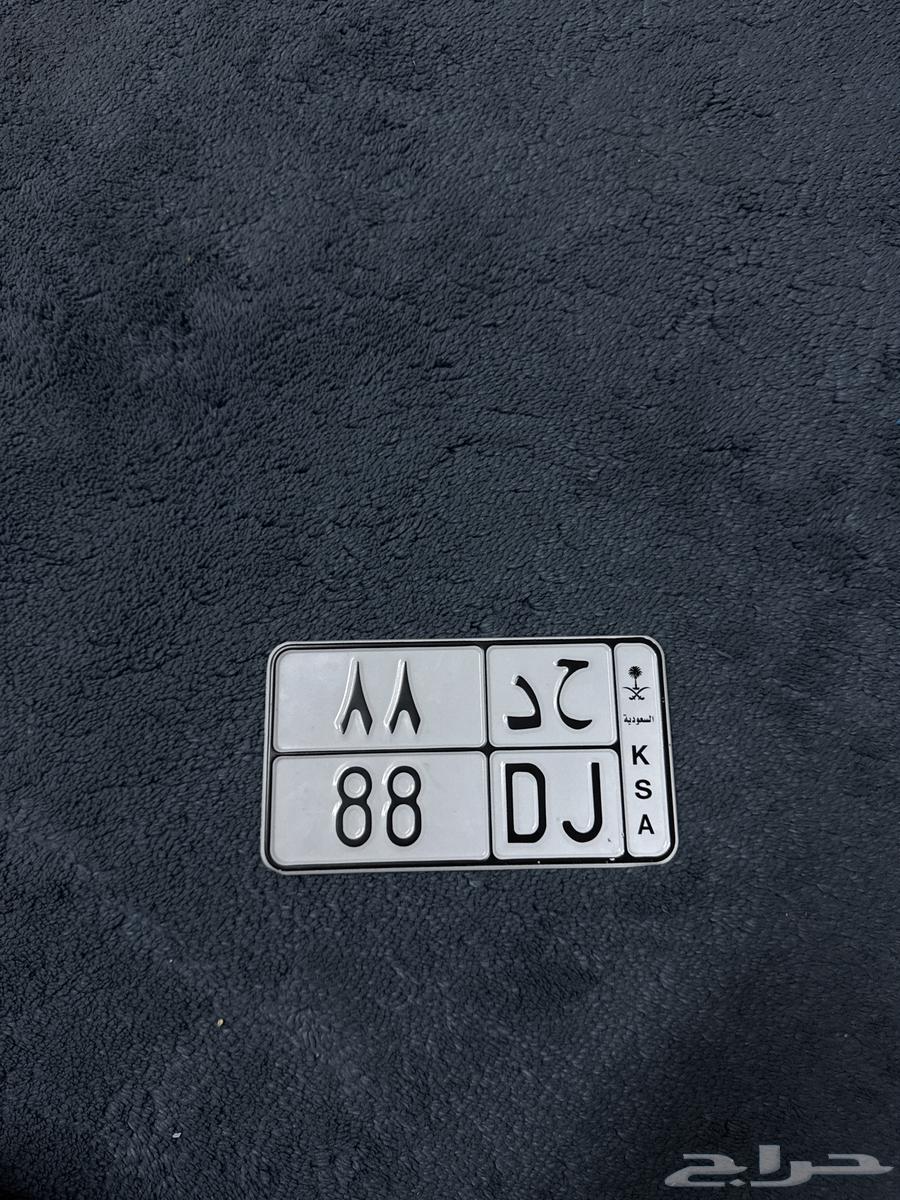 ٨٨ ح د
88 DJ
السعودية
K
S
A
حراج